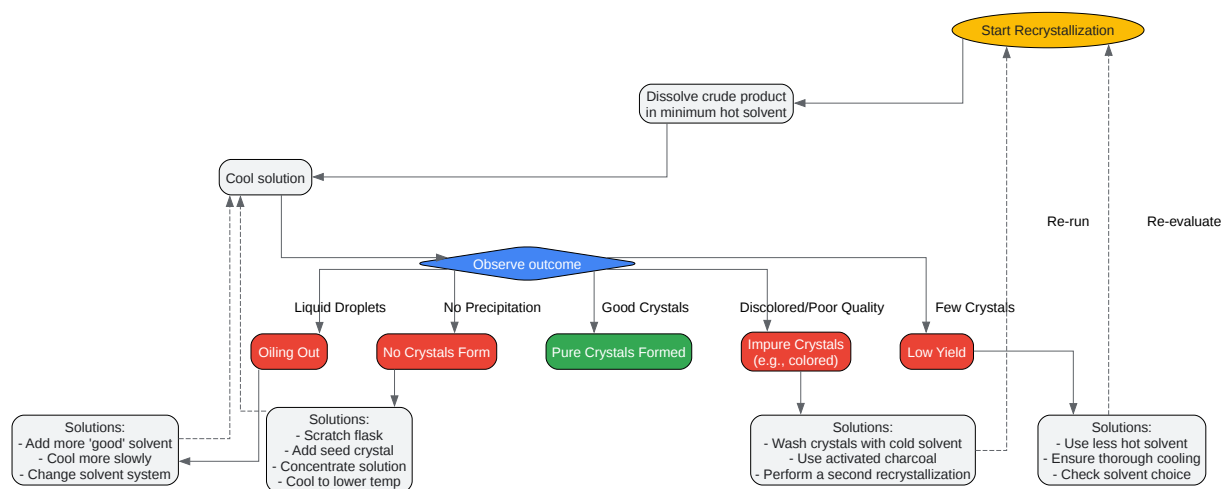 Start Recrystallization
Dissolve crude product
in minimum hot solvent
Cool solution
Re-run
Re-evaluate
Observe outcome
Liquid Droplets
No Precipitation
Good Crystals
Discolored/Poor Quality
Few Crystals
Oiling Out
No Crystals Form
Pure Crystals Formed
Impure Crystals
(e.g., colored)
Low Yield
Solutions:
- Add more 'good' solvent
- Cool more slowly
- Change solvent system
Solutions:
- Scratch flask
- Add seed crystal
- Concentrate solution
- Cool to lower temp
Solutions:
- Wash crystals with cold solvent
- Use activated charcoal
- Perform a second recrystallization
Solutions:
- Use less hot solvent
- Ensure thorough cooling
- Check solvent choice